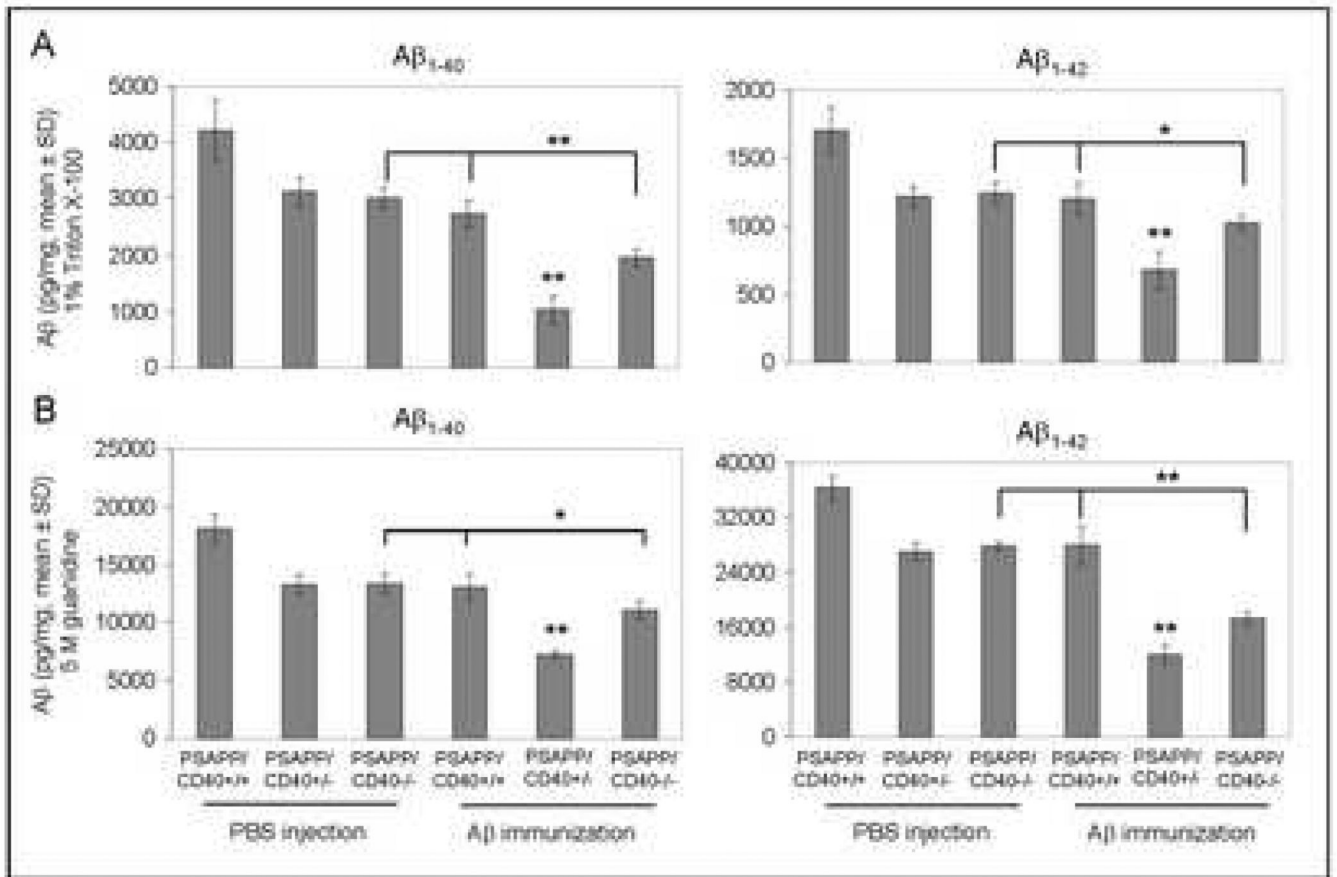 A
Aβ1-40
Aβ (pg/mg, mean ± SD)
1% Triton X-100
5000
4000
3000
2000
1000
0
**
**
Aβ1-42
2000
1500
1000
500
0
*
**
B
Aβ1-40
Aβ (pg/mg, mean ± SD)
5 M guanidine
25000
20000
15000
10000
5000
0
*
**
PSAPP/ CD40+/+
PSAPP/ CD40+/-
PSAPP/ CD40-/-
PSAPP/ CD40+/+
PSAPP/ CD40+/-
PSAPP/ CD40-/-
PBS injection
Aβ immunization
Aβ1-42
40000
32000
24000
16000
8000
0
**
**
PSAPP/ CD40+/+
PSAPP/ CD40+/-
PSAPP/ CD40-/-
PSAPP/ CD40+/+
PSAPP/ CD40+/-
PSAPP/ CD40-/-
PBS injection
Aβ immunization